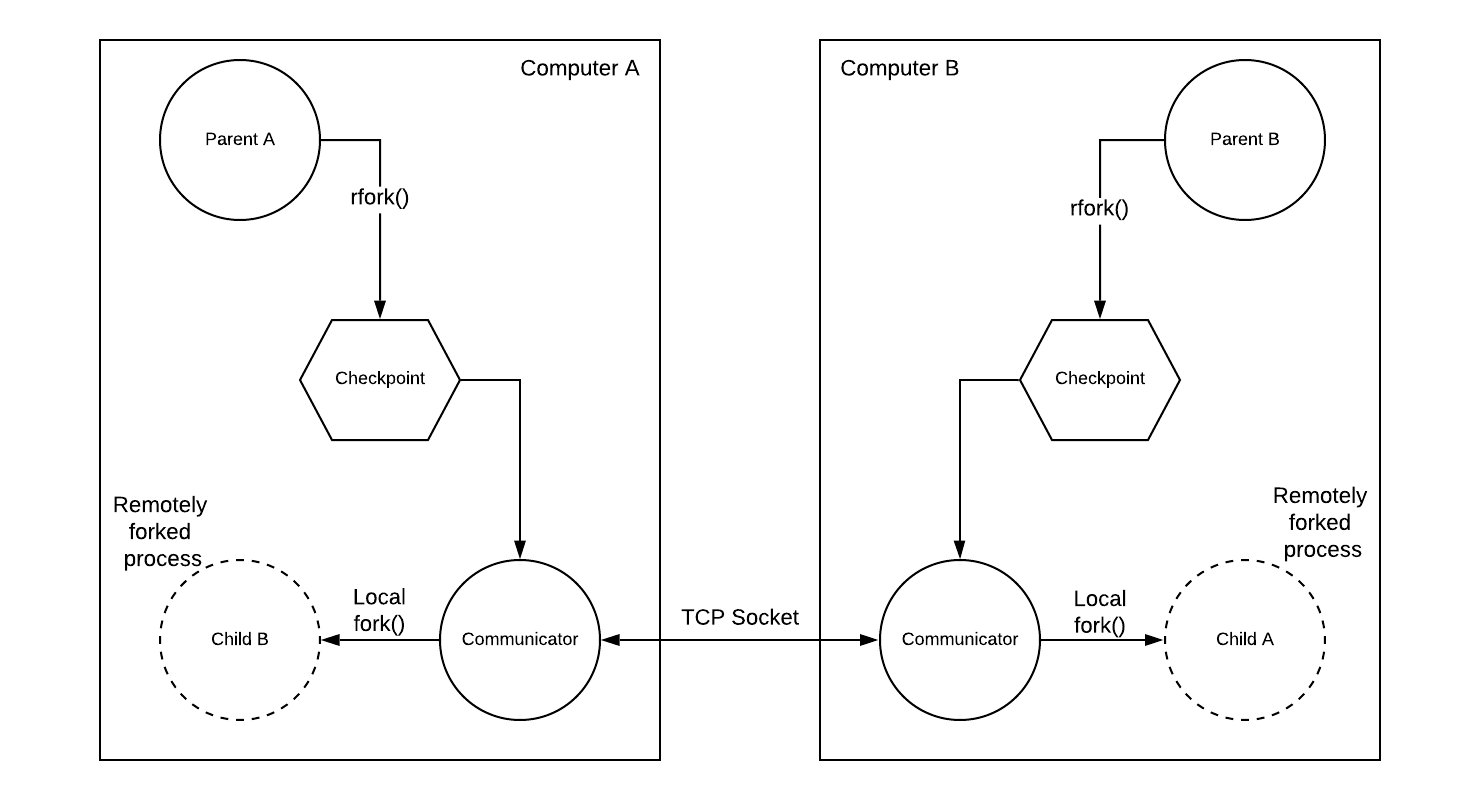 Computer A
Parent A
rfork()
Checkpoint
Remotely
forked
process
Local
fork()
Child B
Communicator
TCP Socket
Computer B
Parent B
rfork()
Checkpoint
Remotely
forked
process
Communicator
Local
fork()
Child A